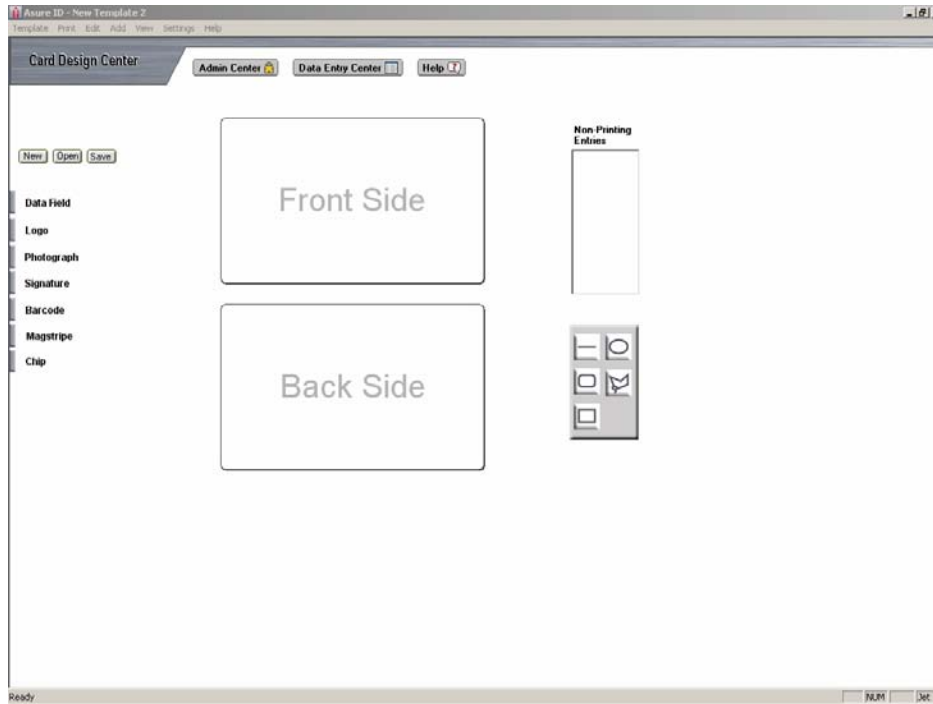 Asure ID - New Template 2
Template Print Edit Add View Settings Help
Card Design Center
Admin Center
Data Entry Center
Help
New Open Save
Data Field
Logo
Photograph
Signature
Barcode
Magstripe
Chip
Front Side
Back Side
Non-Printing
Entries
Ready
NUM
Jet